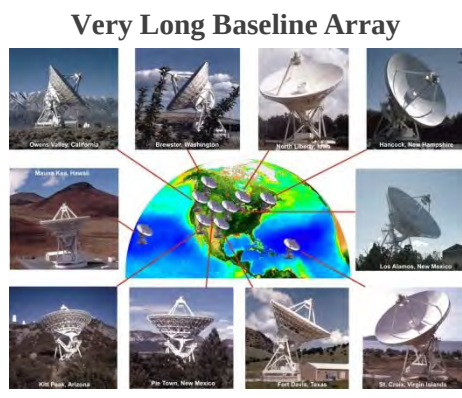 Very Long Baseline Array
Owens Valley, California
Brewster, Washington
North Liberty, Iowa
Hancock, New Hampshire
Mauna Kea, Hawaii
Los Alamos, New Mexico
Kitt Peak, Arizona
Pie Town, New Mexico
Fort Davis, Texas
St. Croix, Virgin Islands